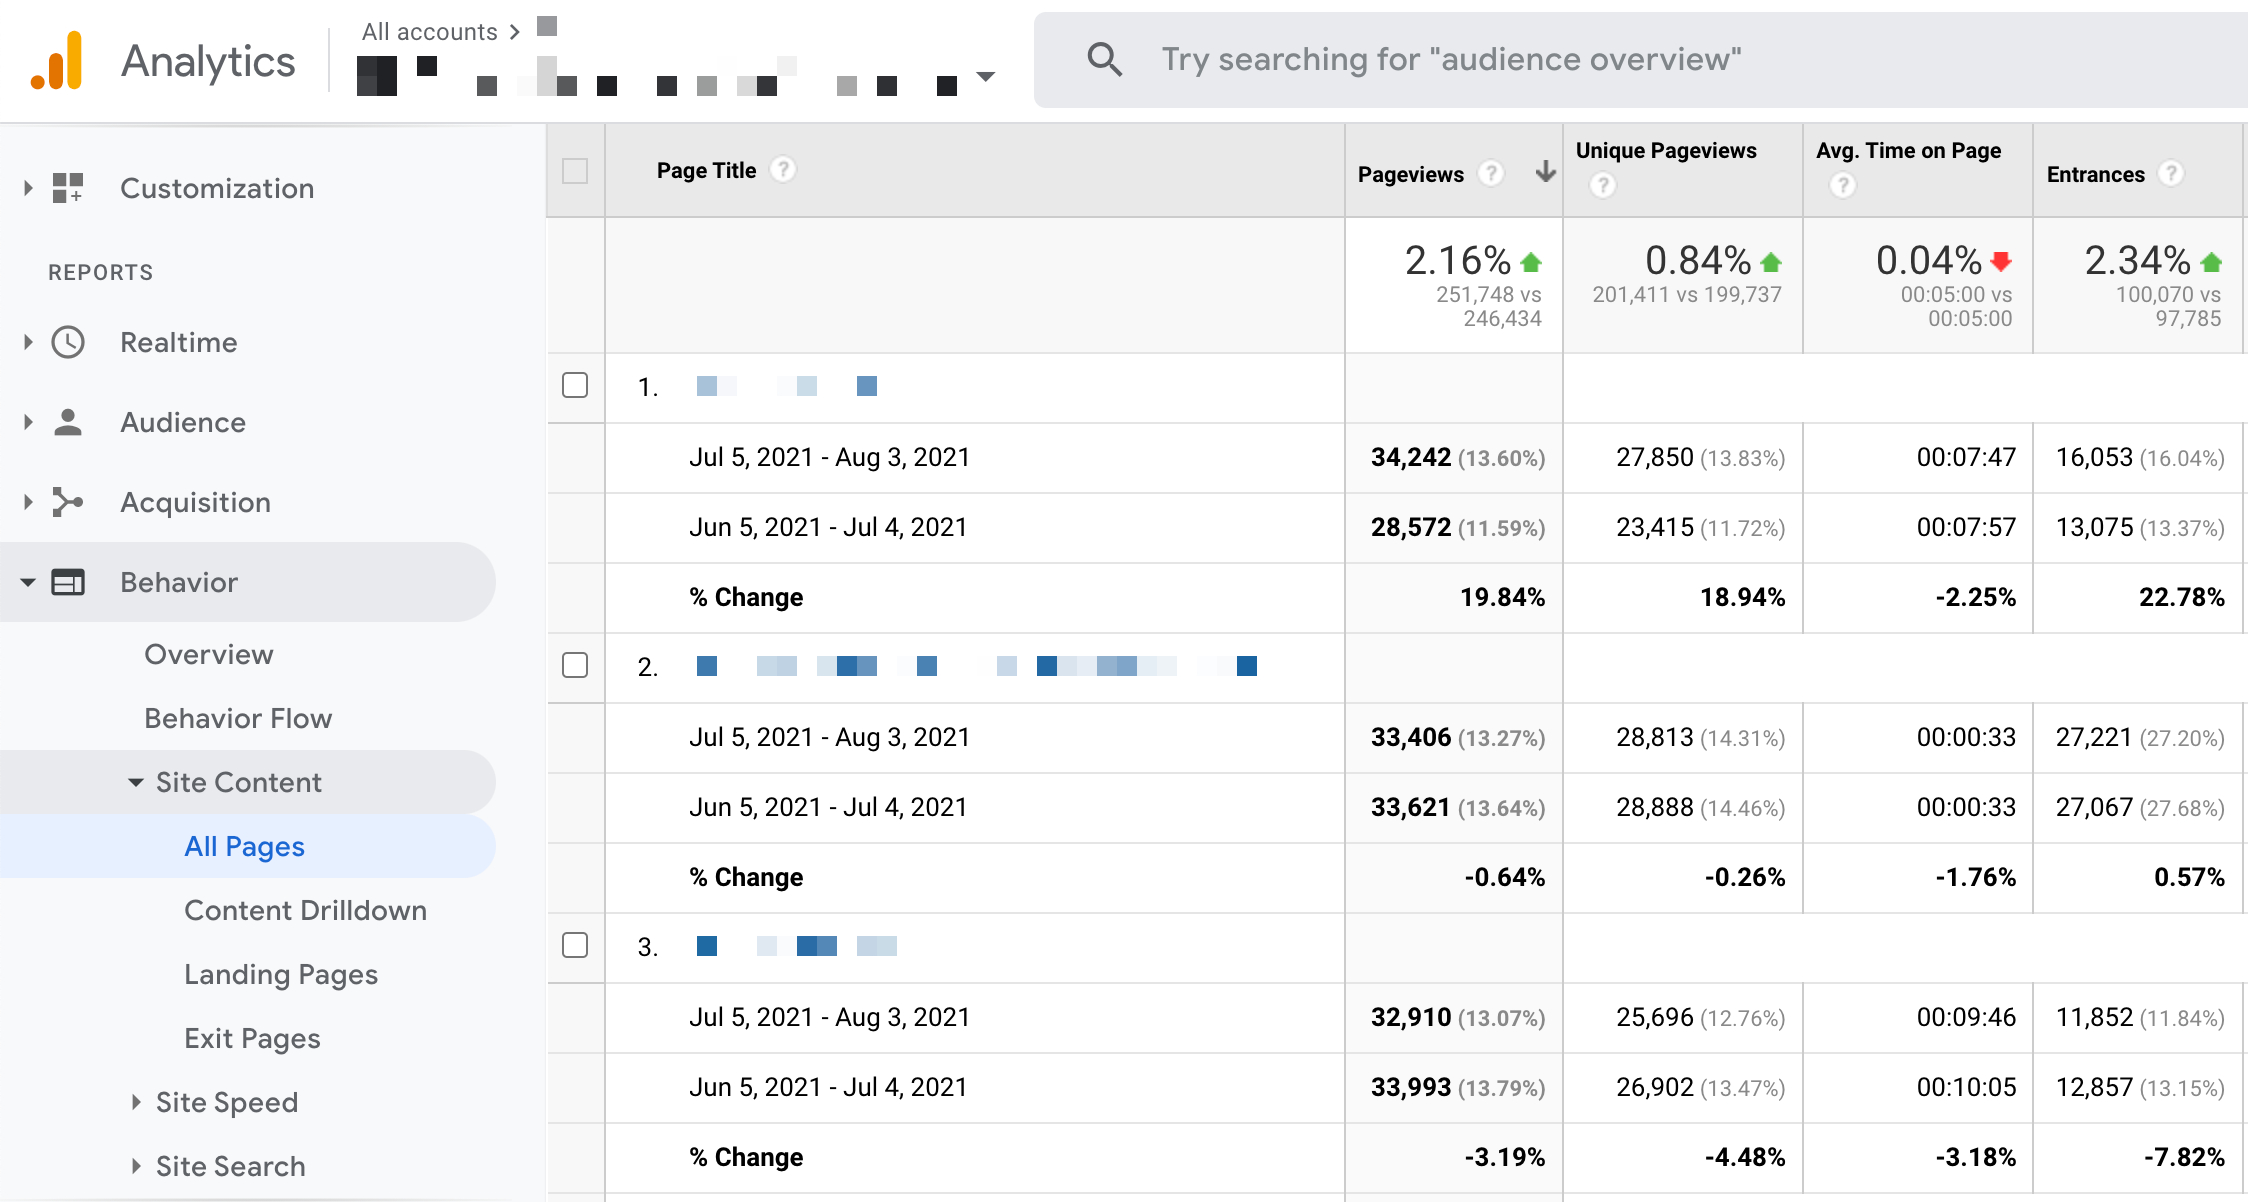 Analytics
All accounts >
Try searching for "audience overview"
Customization
REPORTS
Realtime
Audience
Acquisition
Behavior
Overview
Behavior Flow
Site Content
All Pages
Content Drilldown
Landing Pages
Exit Pages
Site Speed
Site Search
Page Title ?
Pageviews ?
Unique Pageviews ?
Avg. Time on Page ?
Entrances ?
2.16%
251,748 vs
246,434
0.84%
201,411 vs 199,737
0.04%
00:05:00 vs
00:05:00
2.34%
100,070 vs
97,785
1.
Jul 5, 2021 - Aug 3, 2021 34,242 (13.60%) 27,850 (13.83%) 00:07:47 16,053 (16.04%)
Jun 5, 2021 - Jul 4, 2021 28,572 (11.59%) 23,415 (11.72%) 00:07:57 13,075 (13.37%)
% Change 19.84% 18.94% -2.25% 22.78%
2.
Jul 5, 2021 - Aug 3, 2021 33,406 (13.27%) 28,813 (14.31%) 00:00:33 27,221 (27.20%)
Jun 5, 2021 - Jul 4, 2021 33,621 (13.64%) 28,888 (14.46%) 00:00:33 27,067 (27.68%)
% Change -0.64% -0.26% -1.76% 0.57%
3.
Jul 5, 2021 - Aug 3, 2021 32,910 (13.07%) 25,696 (12.76%) 00:09:46 11,852 (11.84%)
Jun 5, 2021 - Jul 4, 2021 33,993 (13.79%) 26,902 (13.47%) 00:10:05 12,857 (13.15%)
% Change -3.19% -4.48% -3.18% -7.82%